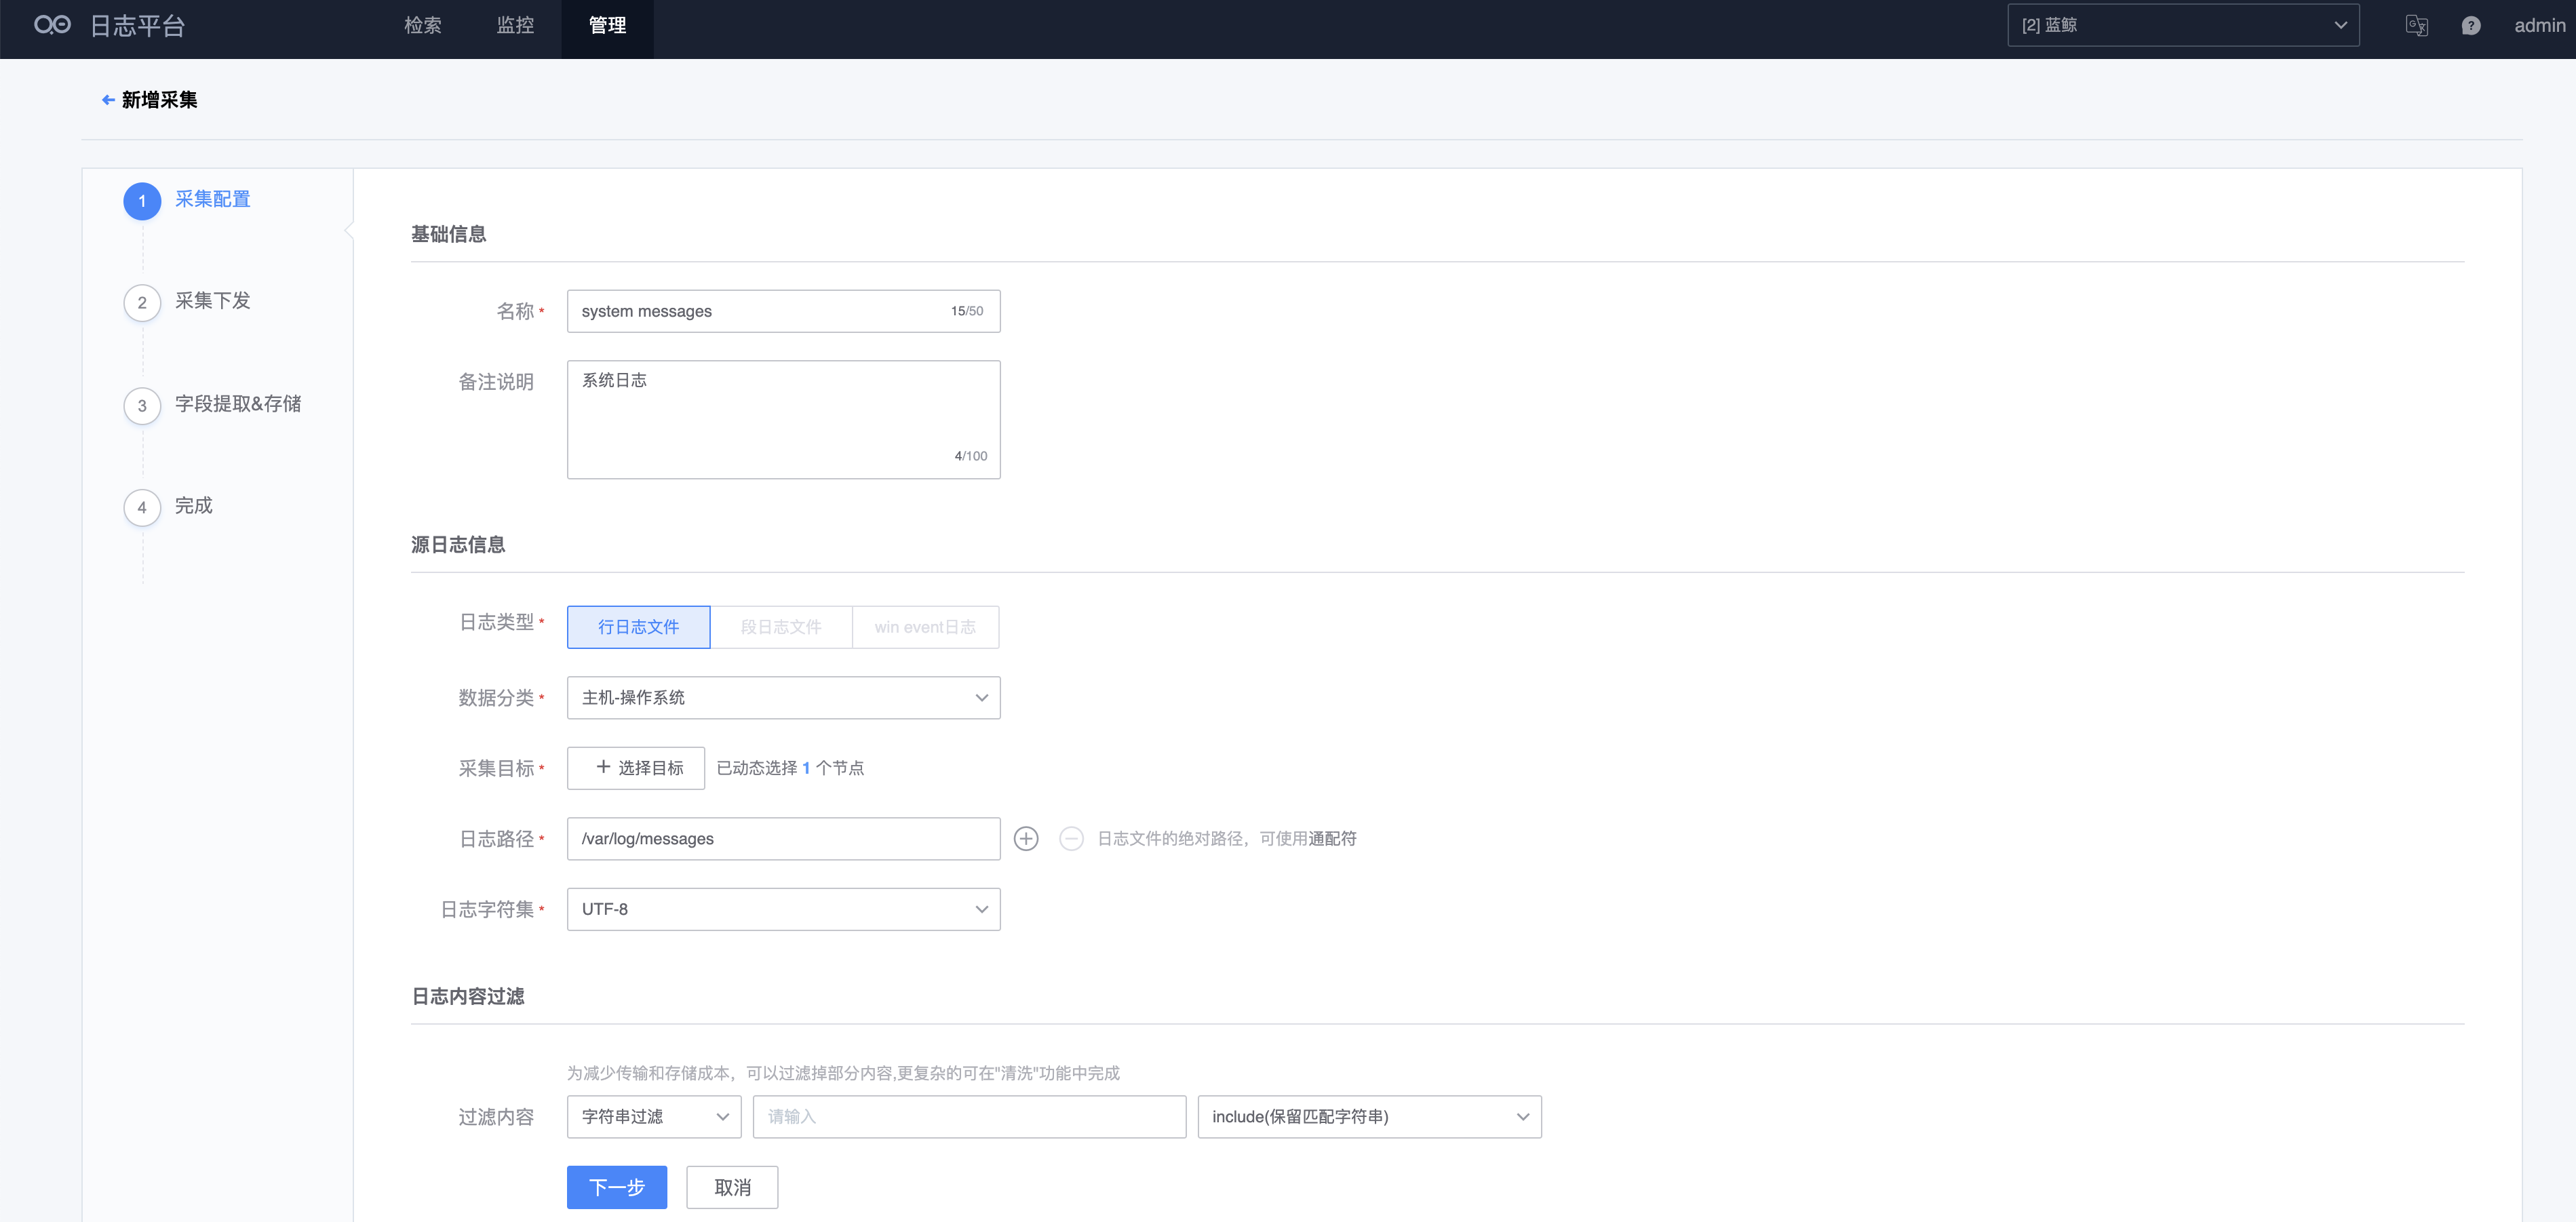 日志平台 检索 监控 管理 [2] 蓝鲸 admin
新增采集
1 采集配置
2 采集下发
3 字段提取&存储
4 完成
基础信息
名称 * system messages 15/50
备注说明 系统日志
4/100
源日志信息
日志类型 * 行日志文件 段日志文件 win event日志
数据分类 * 主机-操作系统
采集目标 * + 选择目标 已动态选择 1 个节点
日志路径 * /var/log/messages 日志文件的绝对路径，可使用通配符
日志字符集 * UTF-8
日志内容过滤
为减少传输和存储成本，可以过滤掉部分内容,更复杂的可在"清洗"功能中完成
过滤内容 字符串过滤 请输入 include(保留匹配字符串)
下一步 取消